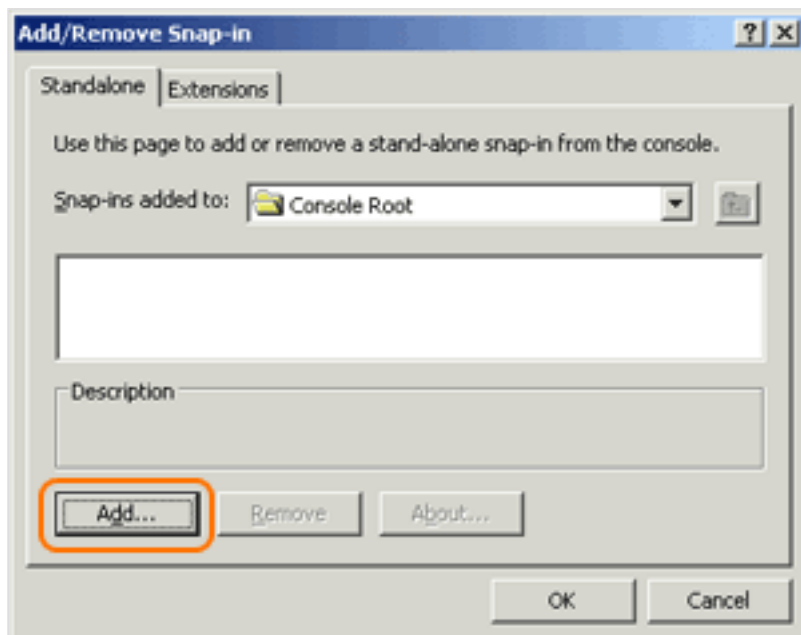 Add/Remove Snap-in
Standalone Extensions
Use this page to add or remove a stand-alone snap-in from the console.
Snap-ins added to: Console Root
Description
Add... Remove About...
OK Cancel